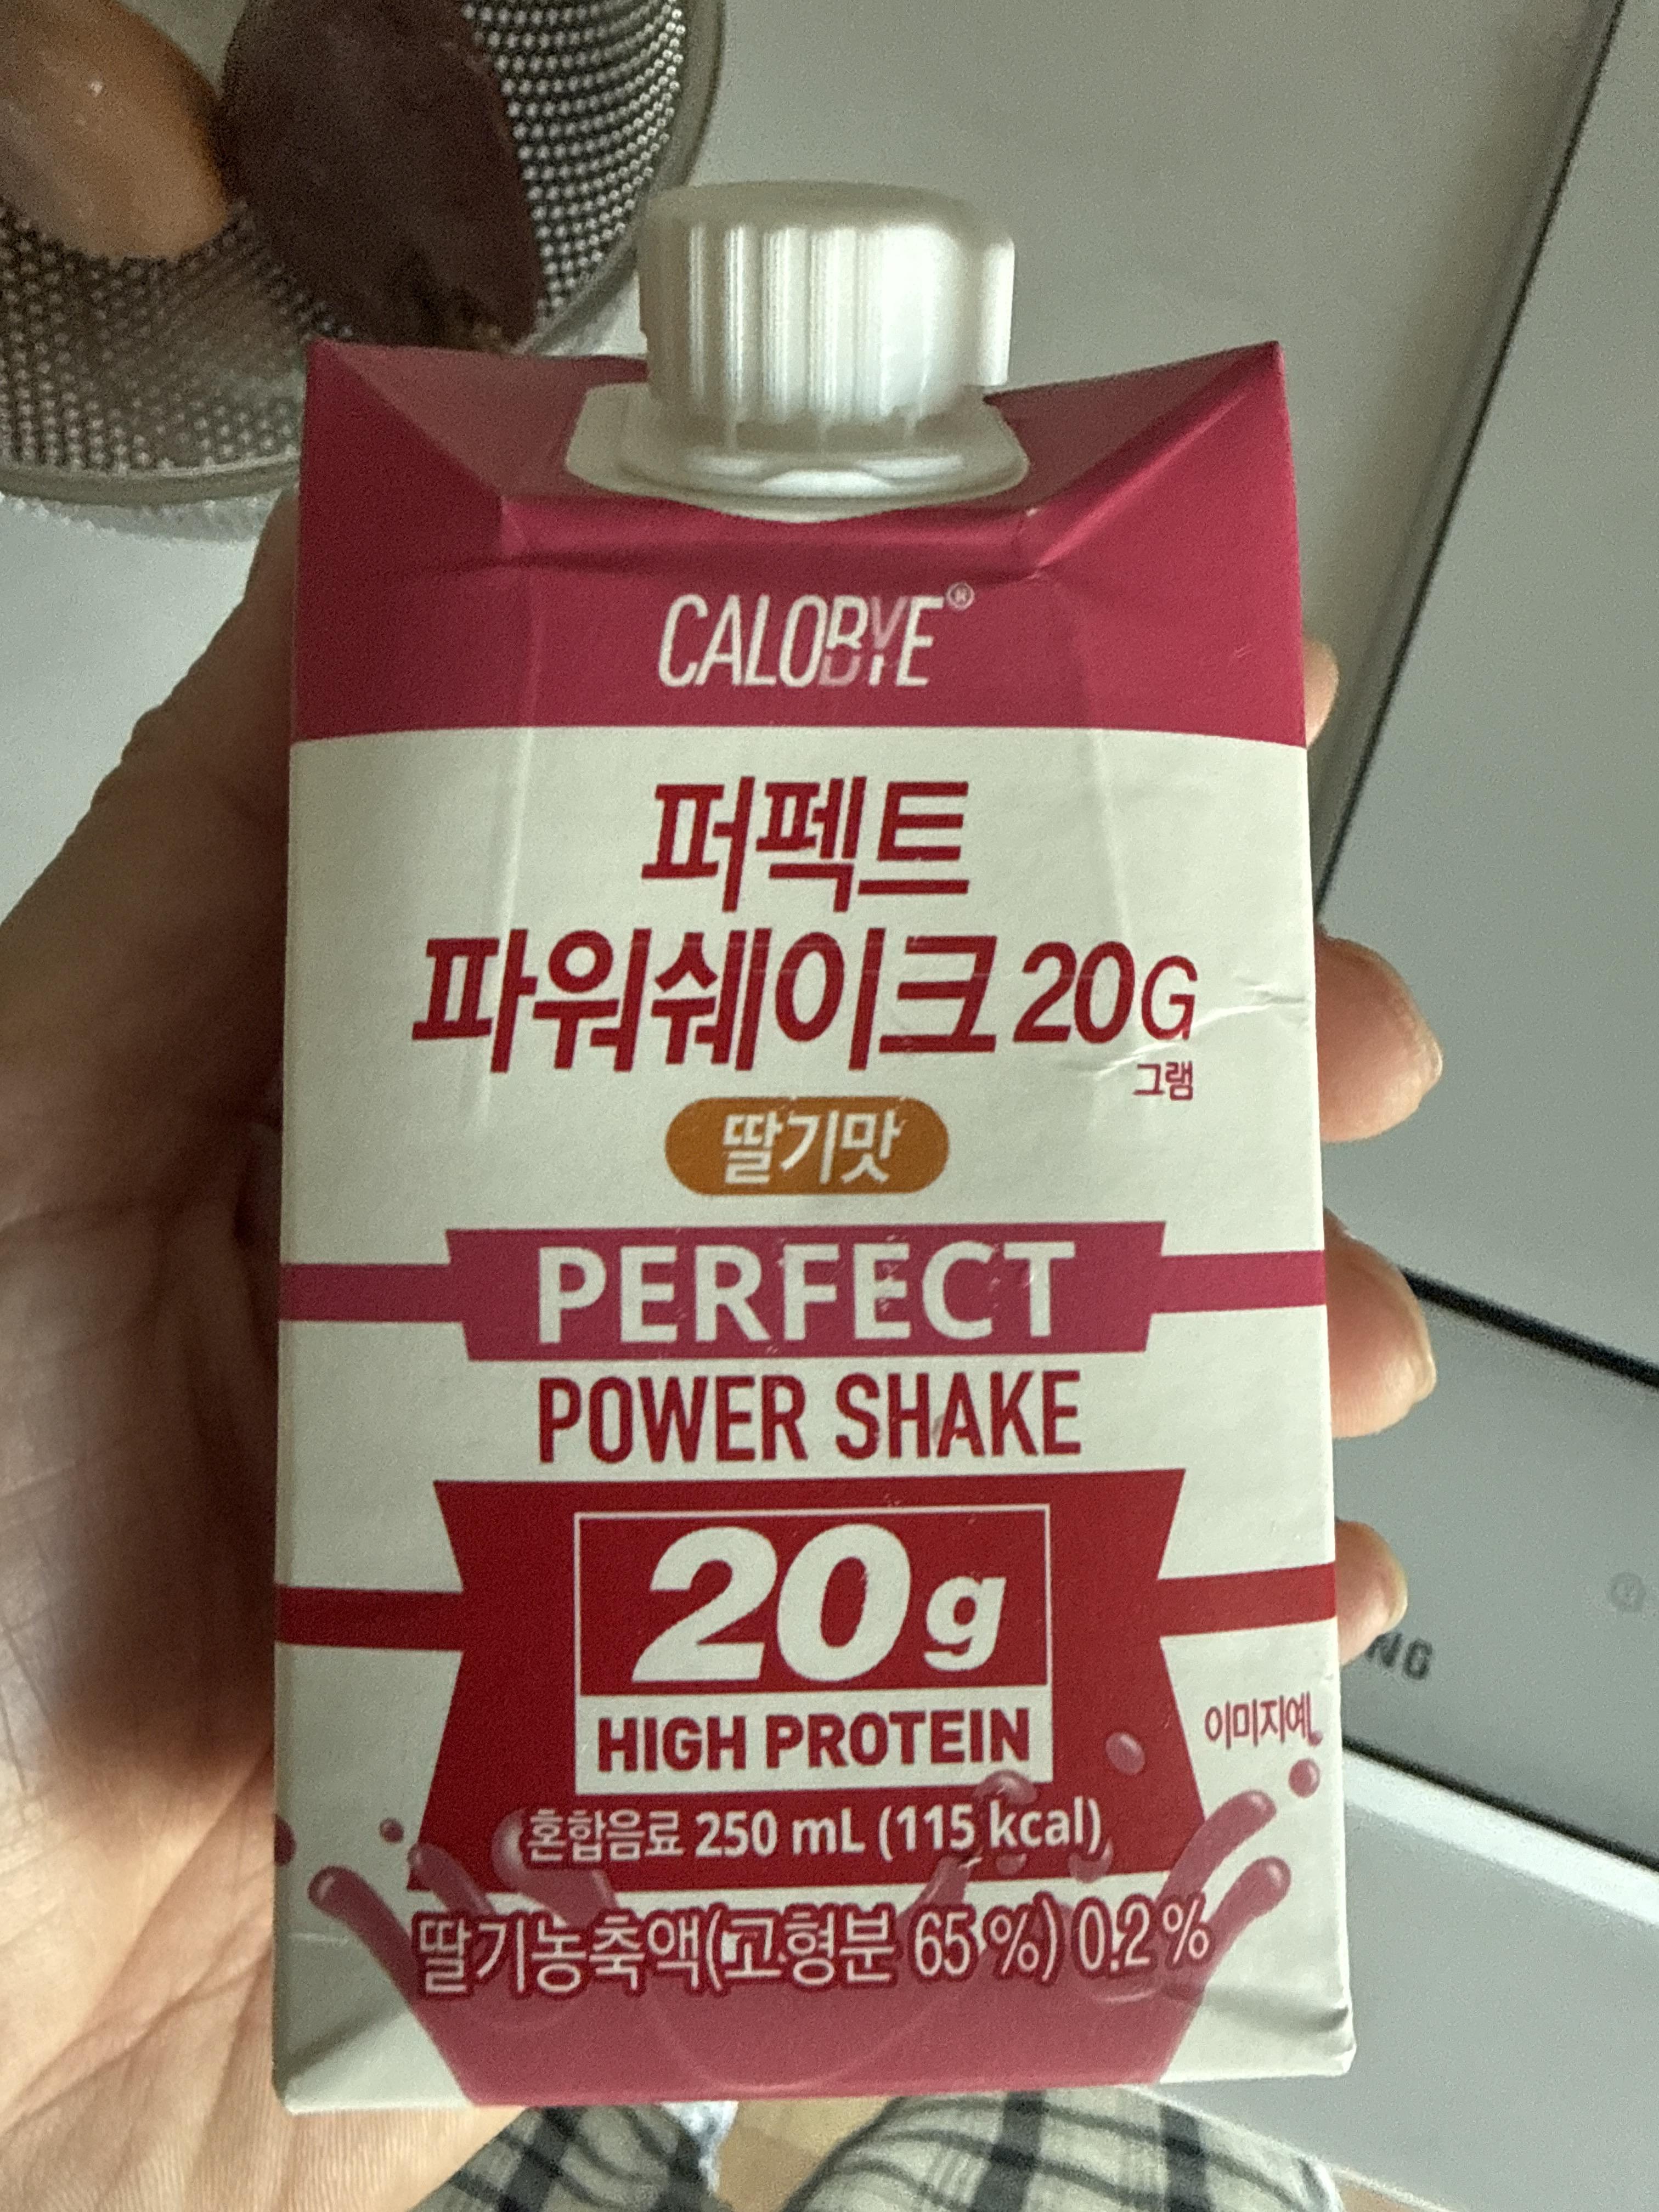 CALOBYE®
퍼펙트
파워쉐이크 20G
그램
딸기맛
PERFECT
POWER SHAKE
20g
HIGH PROTEIN
이미지예
혼합음료 250 mL (115 kcal)
딸기농축액(고형분 65%) 0.2%